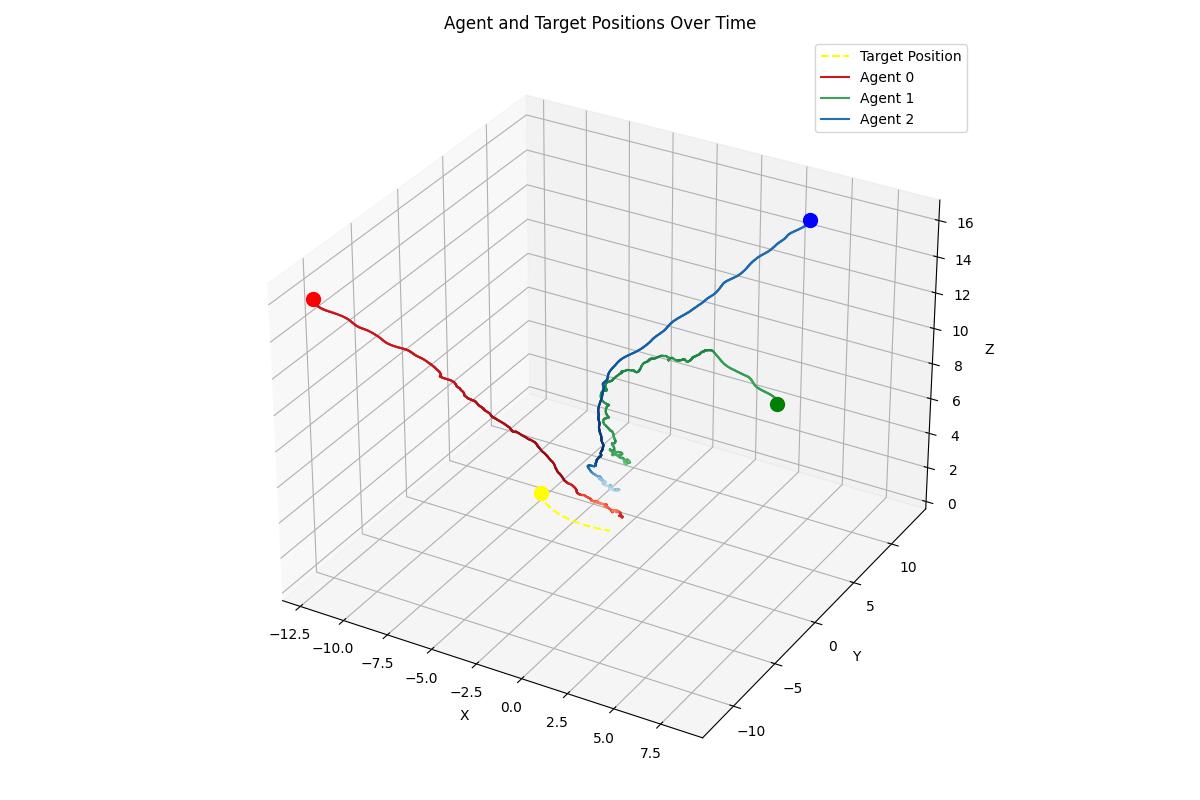 Agent and Target Positions Over Time
Target Position
Agent 0
Agent 1
Agent 2
16
14
12
10
8
6
4
2
0
Z
10
5
0
−5
−10
Y
−12.5
−10.0
−7.5
−5.0
−2.5
0.0
2.5
5.0
7.5
X